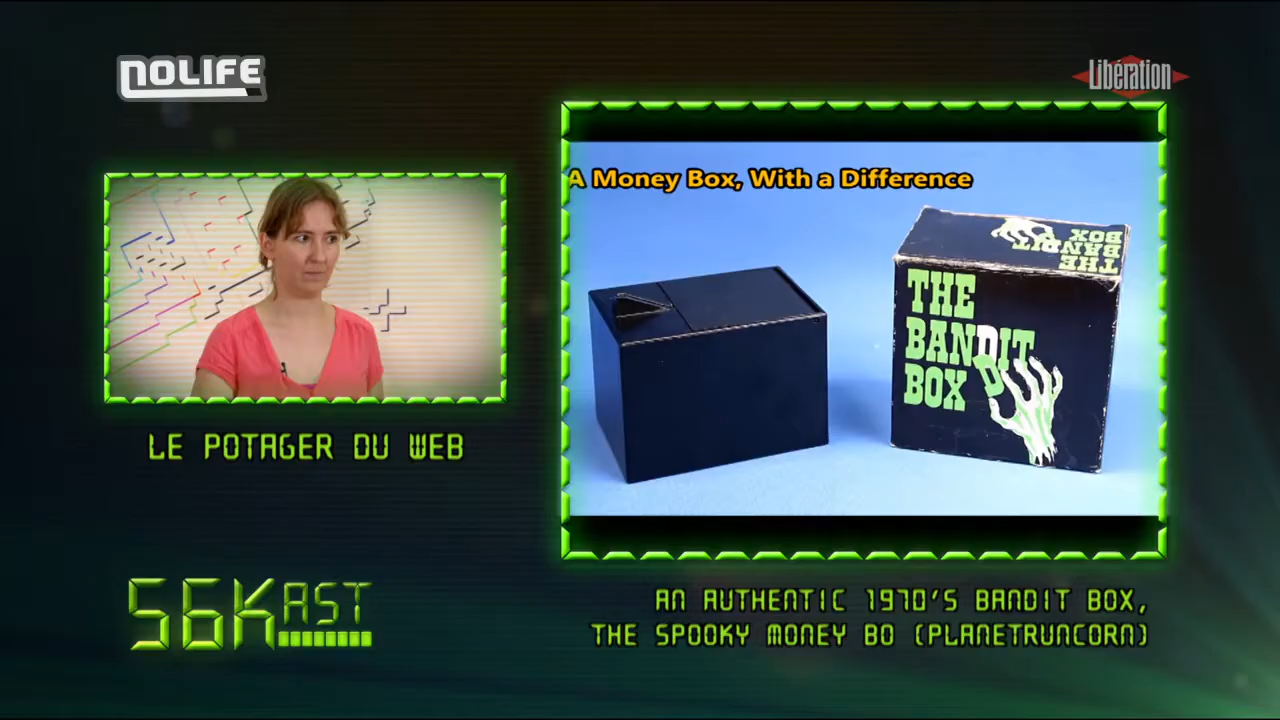 NOLIFE
Libération
A Money Box, With a Difference
THE
BANDIT
BOX
THE
BANDIT
BOX
LE POTAGER DU WEB
56KAST
AN AUTHENTIC 1970'S BANDIT BOX,
THE SPOOKY MONEY BO (PLANETRUNCORN)